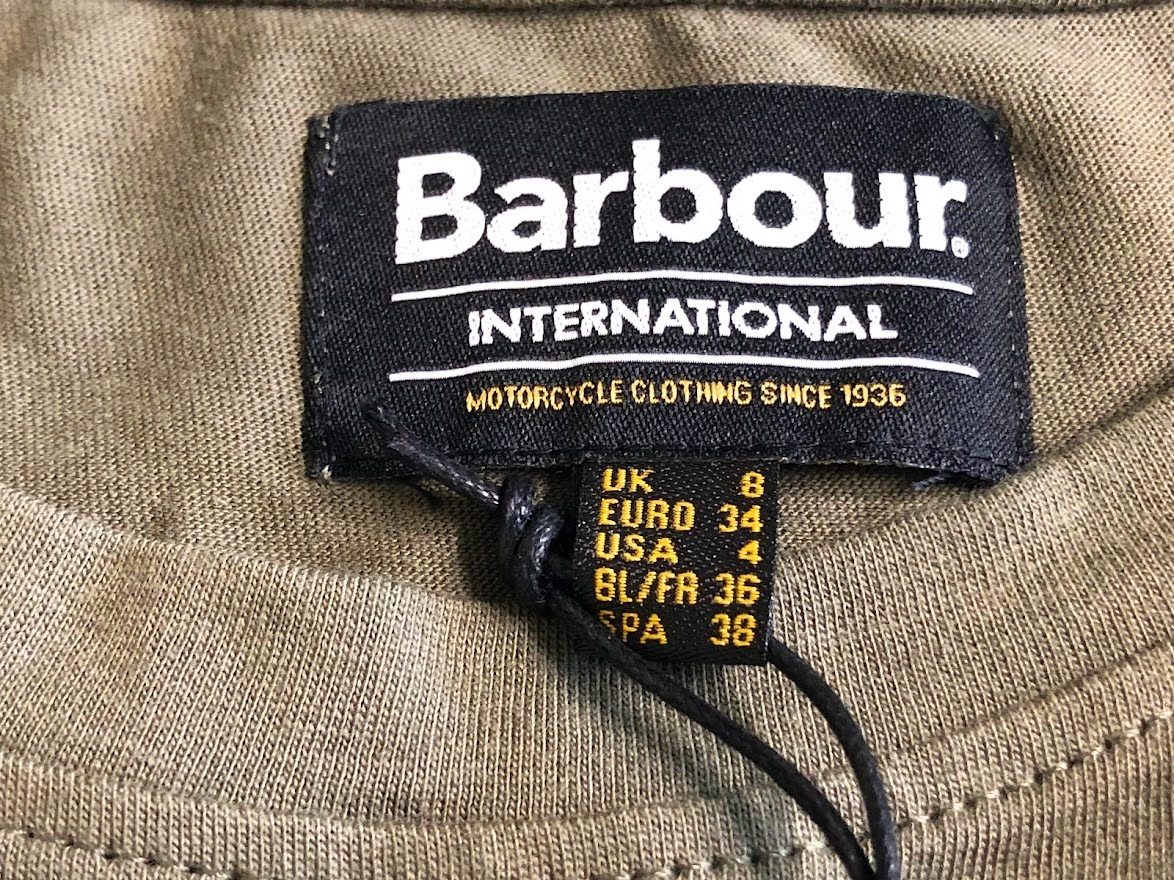 Barbour.®
INTERNATIONAL
MOTORCYCLE CLOTHING SINCE 1936
UK 8
EURO 34
USA 4
BL/FR 36
SPA 38